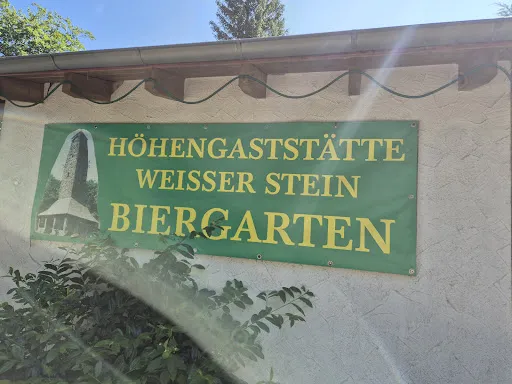 HÖHENGASTSTÄTTE
WEISSER STEIN
BIERGARTEN